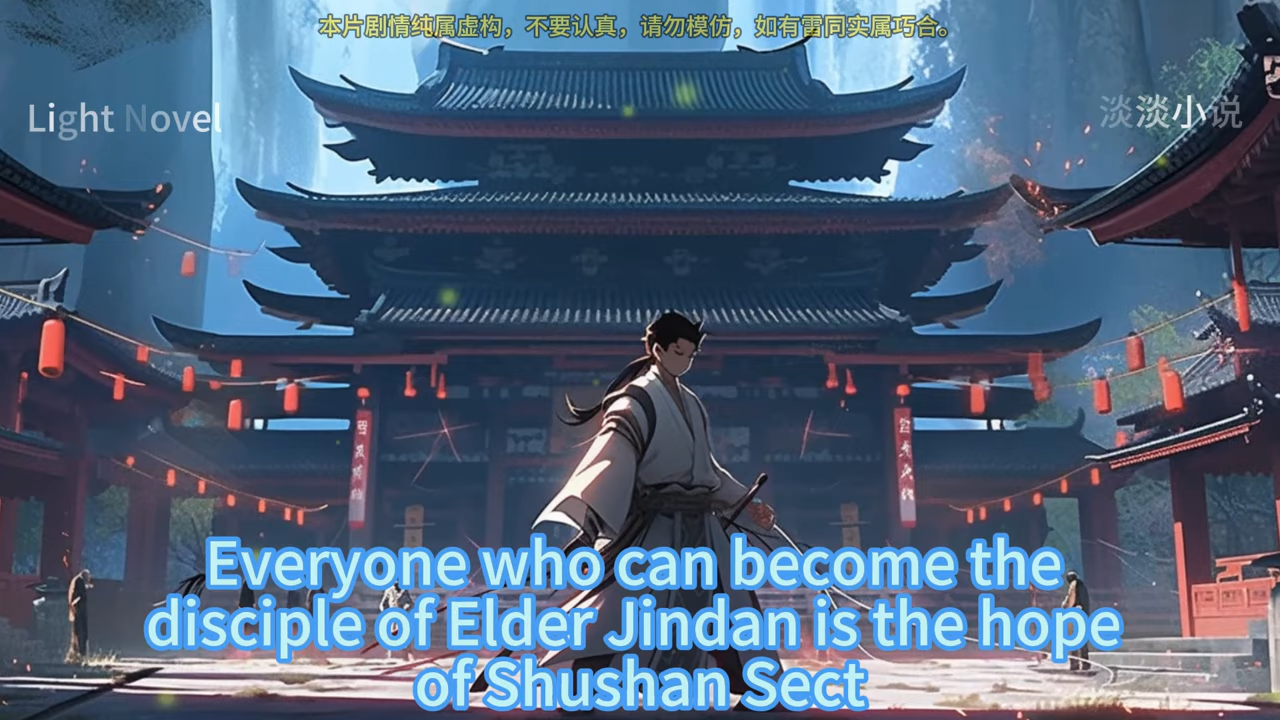 本片剧情纯属虚构，不要认真，请勿模仿，如有雷同实属巧合。
Light Novel
淡淡小说
Everyone who can become the
disciple of Elder Jindan is the hope
of Shushan Sect